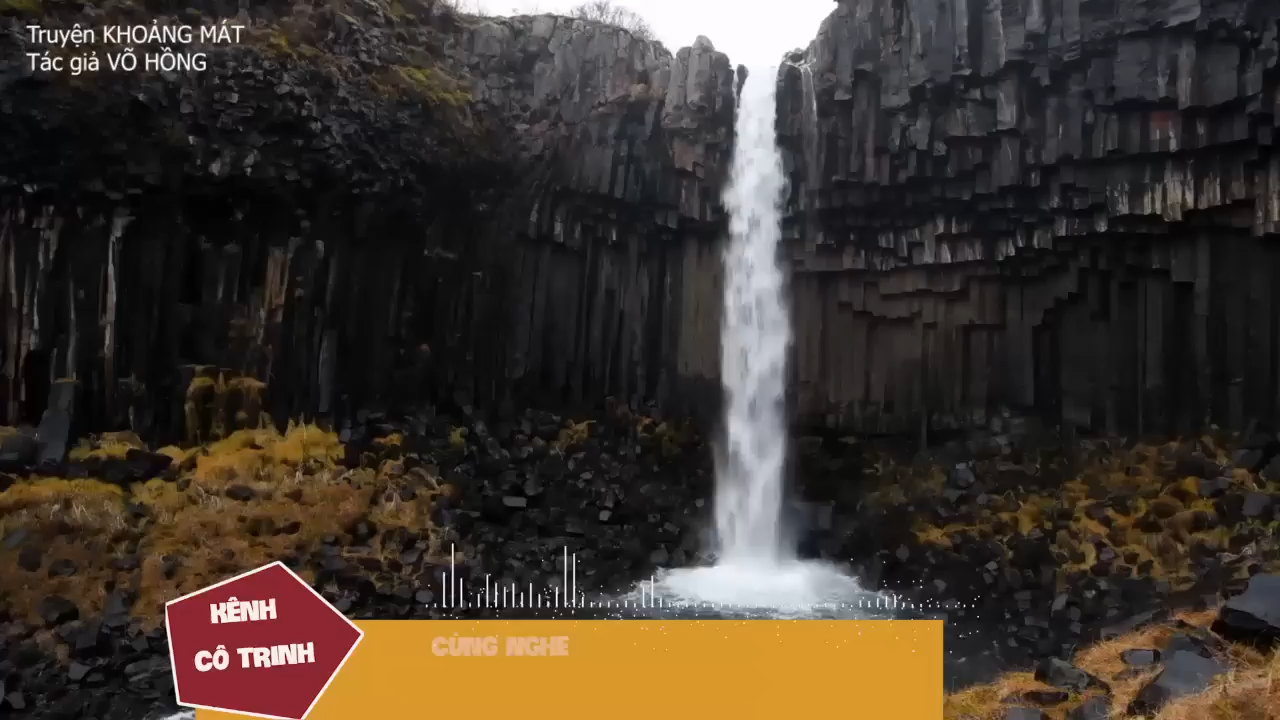 Truyện KHOẢNG MÁT
Tác giả VÕ HỒNG
KÊNH
CÔ TRINH
CÙNG NGHE